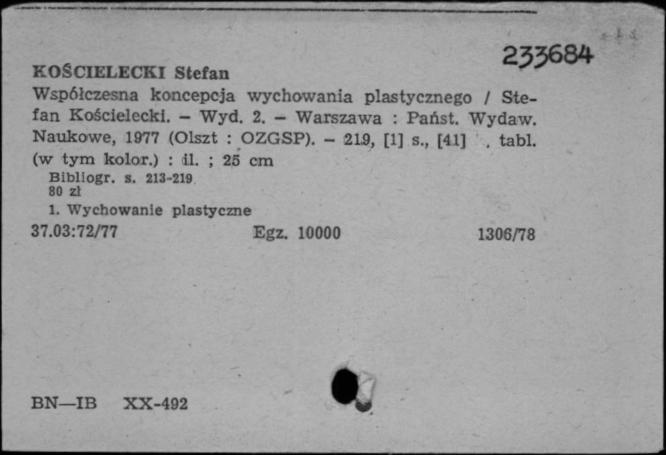 233684
KOŚCIELECKI Stefan
Współczesna koncepcja wychowania plastycznego / Ste-
fan Kościelecki. — Wyd. 2. — Warszawa : Państ. Wydaw.
Naukowe, 1977 (Olszt : OZGSP). — 219, [1] s., [41] . tabl.
(w tym kolor.) : il. ; 25 cm
Bibliogr. s. 213-219
80 zł
1. Wychowanie plastyczne
37.03:72/77 Egz. 10000 1306/78
BN—IB XX-492